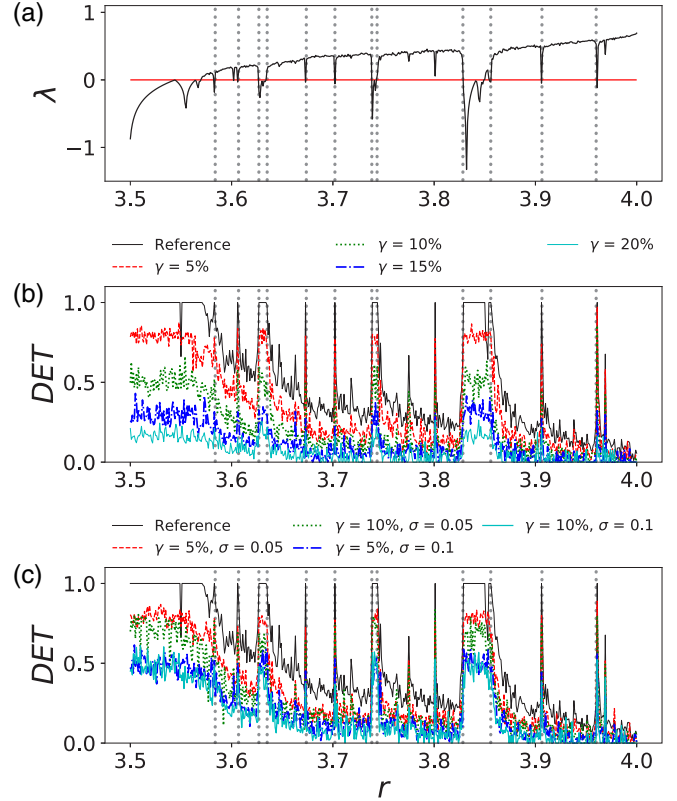 (a)
1
0
−1
λ
3.5 3.6 3.7 3.8 3.9 4.0
Reference γ = 10% γ = 20%
γ = 5% γ = 15%
(b)
1.0
0.5
0.0
DET
3.5 3.6 3.7 3.8 3.9 4.0
Reference γ = 10%, σ = 0.05 γ = 10%, σ = 0.1
γ = 5%, σ = 0.05 γ = 5%, σ = 0.1
(c)
1.0
0.5
0.0
DET
3.5 3.6 3.7 3.8 3.9 4.0
r